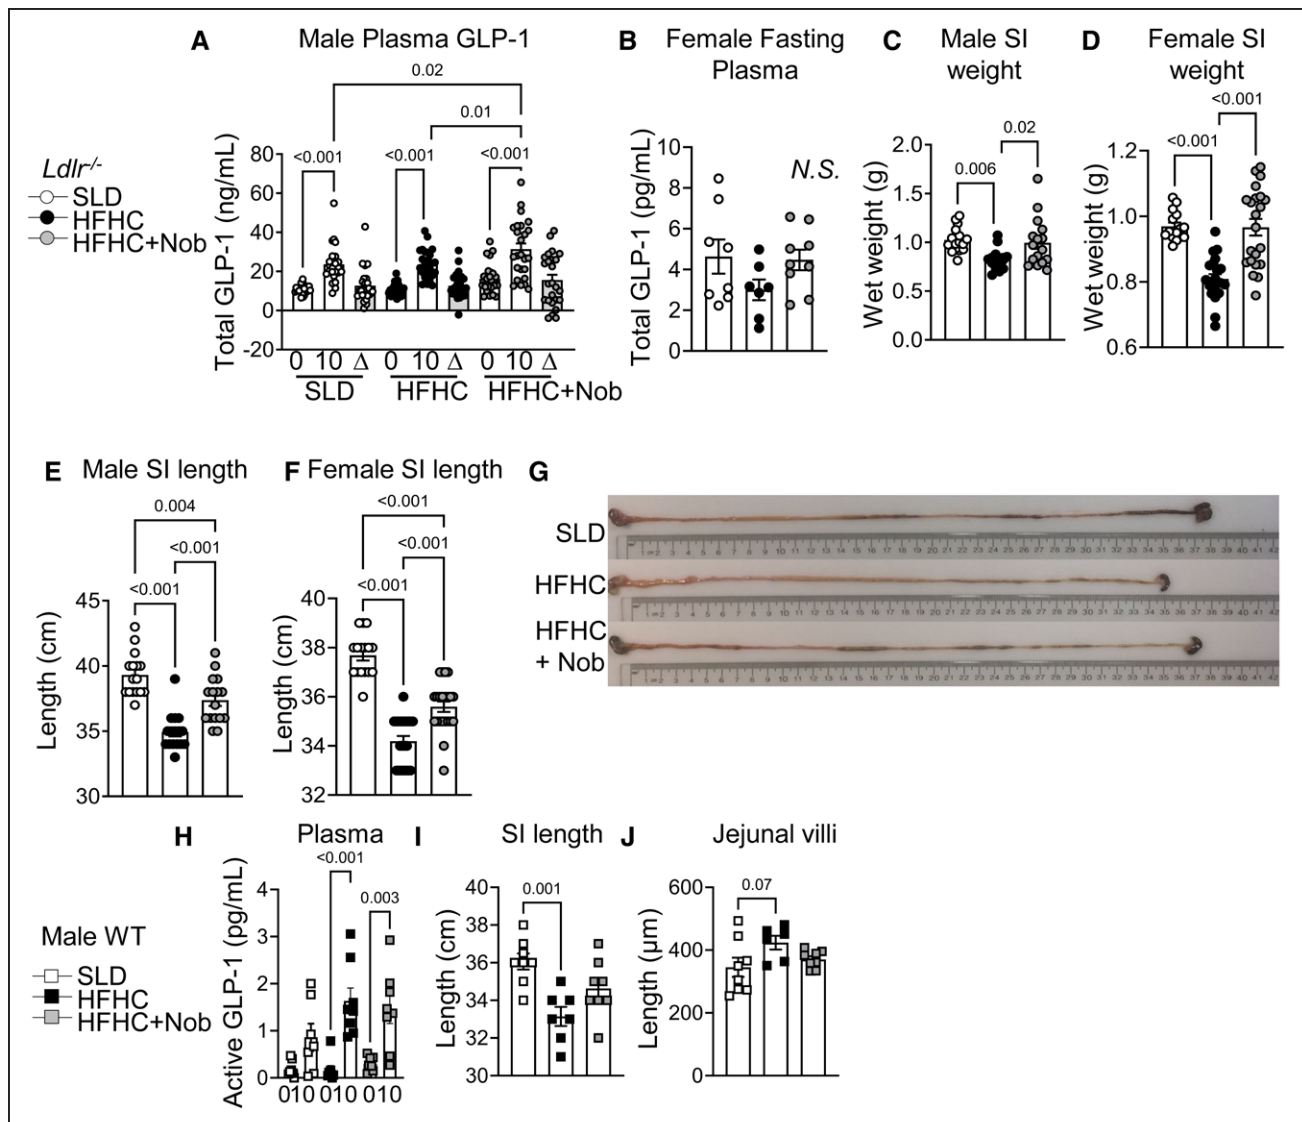 A Male Plasma GLP-1
0.02
0.01
<0.001 <0.001 <0.001
Total GLP-1 (ng/mL)
80
60
40
20
0
-20
0 10 Δ 0 10 Δ 0 10 Δ
SLD HFHC HFHC+Nob
Ldlr-/-
SLD
HFHC
HFHC+Nob
B Female Fasting
Plasma
N.S.
Total GLP-1 (pg/mL)
10
8
6
4
2
0
C Male SI
weight
0.02
0.006
Wet weight (g)
2.0
1.5
1.0
0.5
0.0
D Female SI
weight
<0.001
<0.001
Wet weight (g)
1.2
1.0
0.8
0.6
E Male SI length
0.004
<0.001
<0.001
Length (cm)
45
40
35
30
F Female SI length
<0.001
<0.001
<0.001
Length (cm)
40
38
36
34
32
G
SLD
HFHC
HFHC
+ Nob
H Plasma
<0.001
0.003
Active GLP-1 (pg/mL)
4
3
2
1
0
010 010 010
Male WT
SLD
HFHC
HFHC+Nob
I SI length
0.001
Length (cm)
40
38
36
34
32
30
J Jejunal villi
0.07
Length (µm)
600
400
200
0